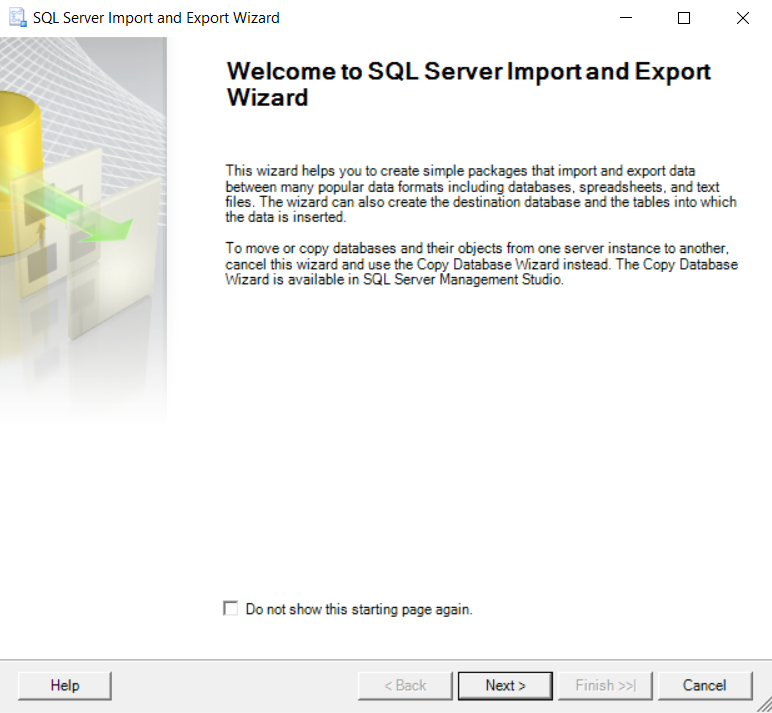 SQL Server Import and Export Wizard
Welcome to SQL Server Import and Export
Wizard
This wizard helps you to create simple packages that import and export data
between many popular data formats including databases, spreadsheets, and text
files. The wizard can also create the destination database and the tables into which
the data is inserted.
To move or copy databases and their objects from one server instance to another,
cancel this wizard and use the Copy Database Wizard instead. The Copy Database
Wizard is available in SQL Server Management Studio.
Do not show this starting page again.
Help
< Back
Next >
Finish >>|
Cancel